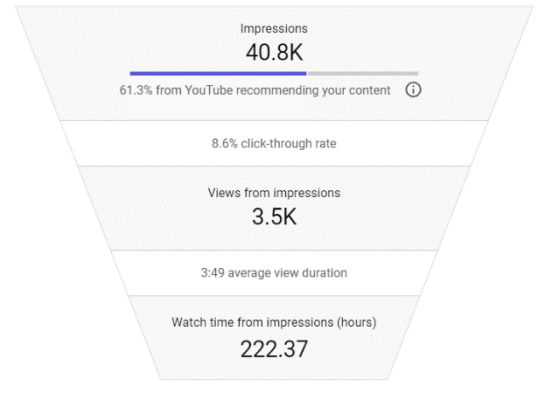 Impressions
40.8K
61.3% from YouTube recommending your content
8.6% click-through rate
Views from impressions
3.5K
3:49 average view duration
Watch time from impressions (hours)
222.37